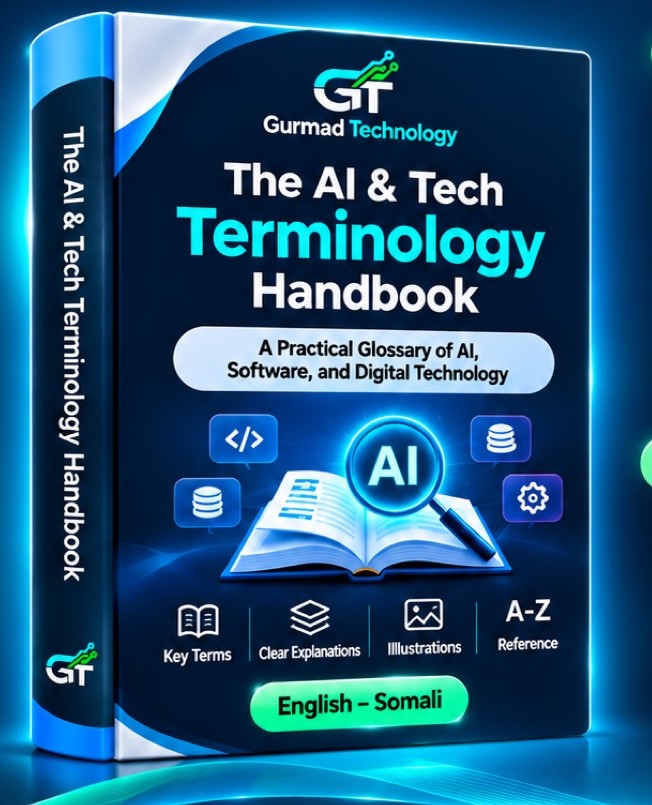 The AI & Tech Terminology Handbook
GT
GT
Gurmad Technology
The AI & Tech
Terminology
Handbook
A Practical Glossary of AI,
Software, and Digital Technology
</>
AI
Key Terms
Clear Explanations
Illlustrations
A-Z
Reference
English – Somali